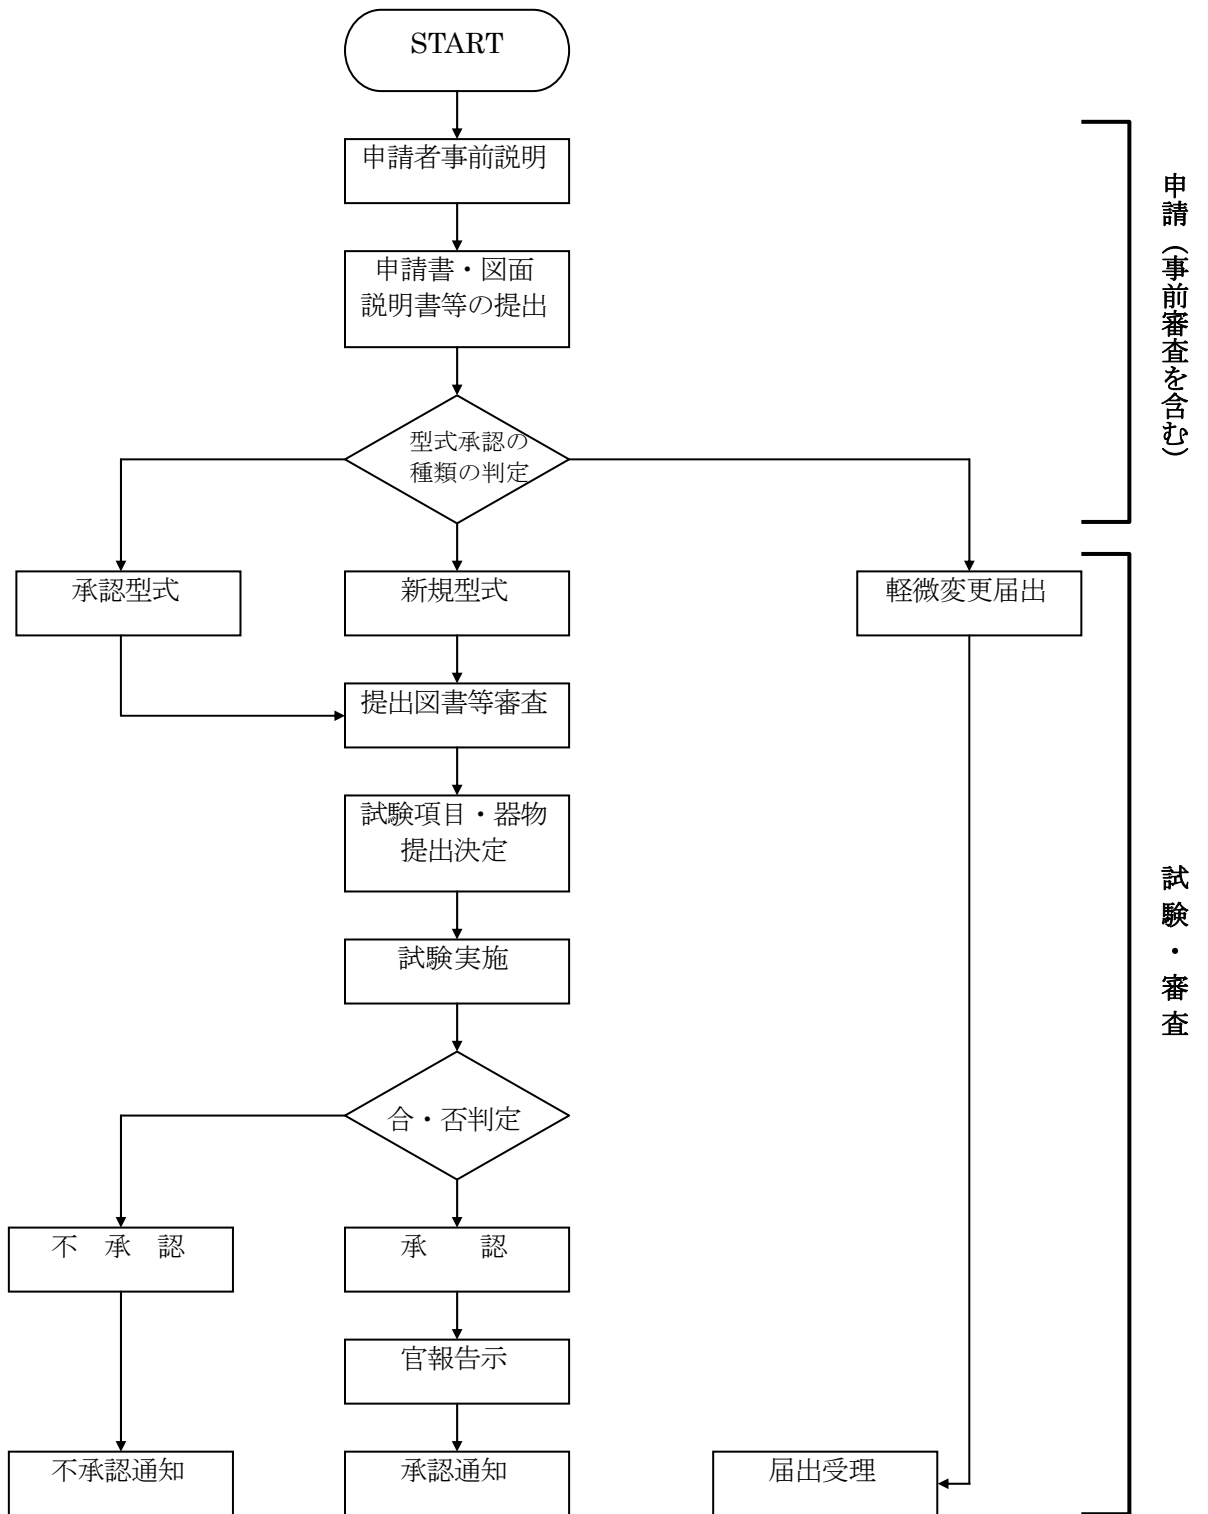 START
申請者事前説明
申請書・図面
説明書等の提出
型式承認の
種類の判定
申請(事前審査を含む)
承認型式
新規型式
軽微変更届出
提出図書等審査
試験項目・器物
提出決定
試験実施
試験・審査
合・否判定
不 承 認
承 認
官報告示
不承認通知
承認通知
届出受理